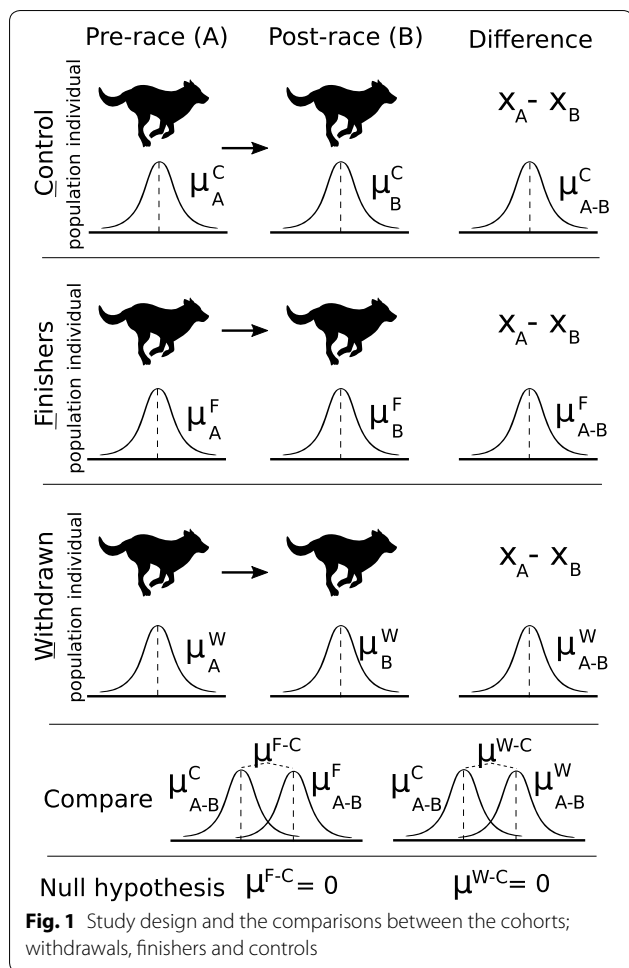 Pre-race (A) Post-race (B) Difference
Control
population individual
x_A - x_B
μ^C_A μ^C_B μ^C_A-B
Finishers
population individual
x_A - x_B
μ^F_A μ^F_B μ^F_A-B
Withdrawn
population individual
x_A - x_B
μ^W_A μ^W_B μ^W_A-B
μ^F-C μ^W-C
Compare μ^C_A-B μ^F_A-B μ^C_A-B μ^W_A-B
Null hypothesis μ^F-C = 0 μ^W-C = 0
Fig. 1 Study design and the comparisons between the cohorts;
withdrawals, finishers and controls